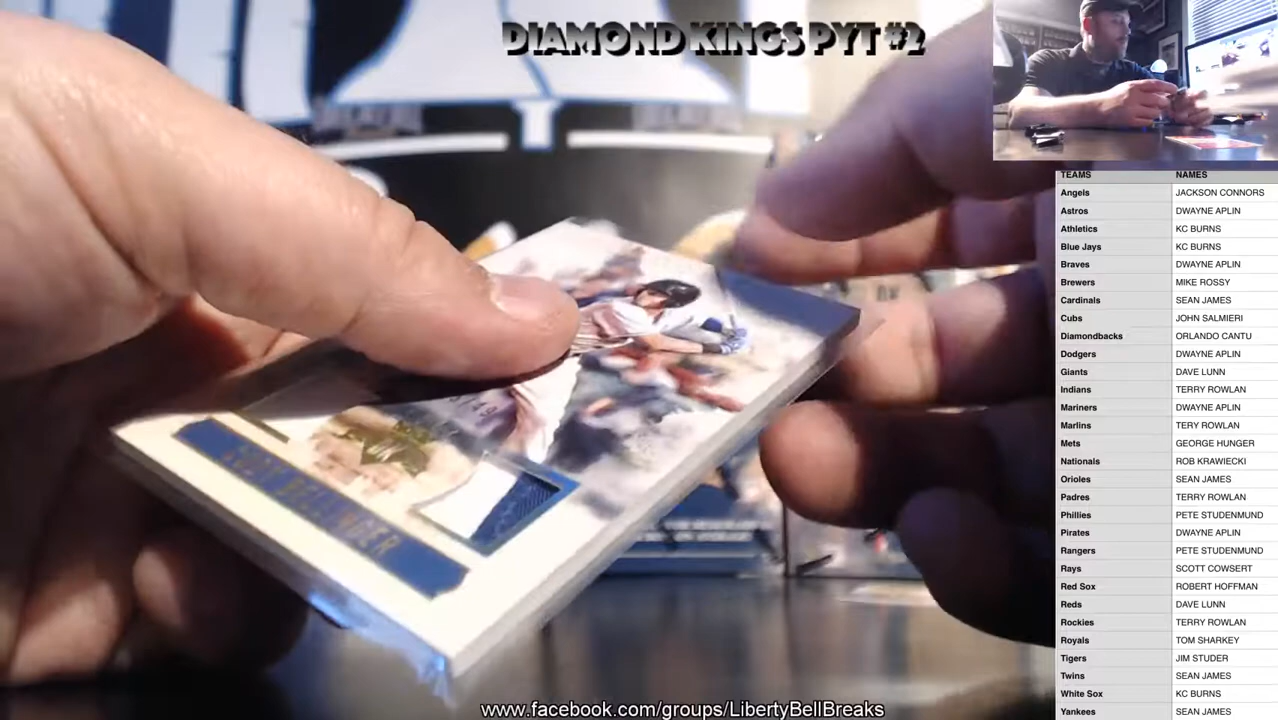 DIAMOND KINGS PYT #2
TEAMS NAMES
Angels JACKSON CONNORS
Astros DWAYNE APLIN
Athletics KC BURNS
Blue Jays KC BURNS
Braves DWAYNE APLIN
Brewers MIKE ROSSY
Cardinals SEAN JAMES
Cubs JOHN SALMIERI
Diamondbacks ORLANDO CANTU
Dodgers DWAYNE APLIN
Giants DAVE LUNN
Indians TERRY ROWLAN
Mariners DWAYNE APLIN
Marlins TERY ROWLAN
Mets GEORGE HUNGER
Nationals ROB KRAWIECKI
Orioles SEAN JAMES
Padres TERRY ROWLAN
Phillies PETE STUDENMUND
Pirates DWAYNE APLIN
Rangers PETE STUDENMUND
Rays SCOTT COWSERT
Red Sox ROBERT HOFFMAN
Reds DAVE LUNN
Rockies TERRY ROWLAN
Royals TOM SHARKEY
Tigers JIM STUDER
Twins SEAN JAMES
White Sox KC BURNS
Yankees SEAN JAMES
CODY BELLINGER
www.facebook.com/groups/LibertyBellBreaks